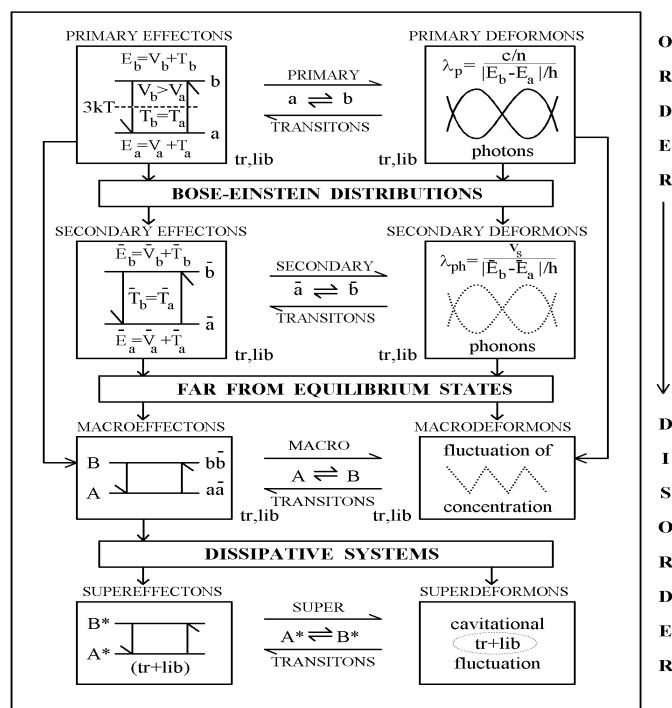 PRIMARY EFFECTONS
E_b=V_b+T_b
b
V_b>V_a
3kT
T_b=T_a
a
E_a=V_a+T_a
tr,lib
PRIMARY
a ⇌ b
TRANSITONS
PRIMARY DEFORMONS
λ_p= c/n
|E_b-E_a|/h
photons
tr,lib
BOSE-EINSTEIN DISTRIBUTIONS
SECONDARY EFFECTONS
Ē_b=V̄_b+T̄_b
b̄
T̄_b=T̄_a
ā
Ē_a=V̄_a+T̄_a
tr,lib
SECONDARY
ā ⇌ b̄
TRANSITONS
SECONDARY DEFORMONS
λ_ph= v_s
|Ē_b-Ē_a|/h
phonons
tr,lib
FAR FROM EQUILIBRIUM STATES
MACROEFFECTONS
B bb̄
A aā
tr,lib
MACRO
A ⇌ B
TRANSITONS
MACRODEFORMONS
fluctuation of
concentration
tr,lib
DISSIPATIVE SYSTEMS
SUPEREFFECTONS
B*
A*
(tr+lib)
SUPER
A* ⇌ B*
TRANSITONS
SUPERDEFORMONS
cavitational
tr+lib
fluctuation
ORDER
DISORDER